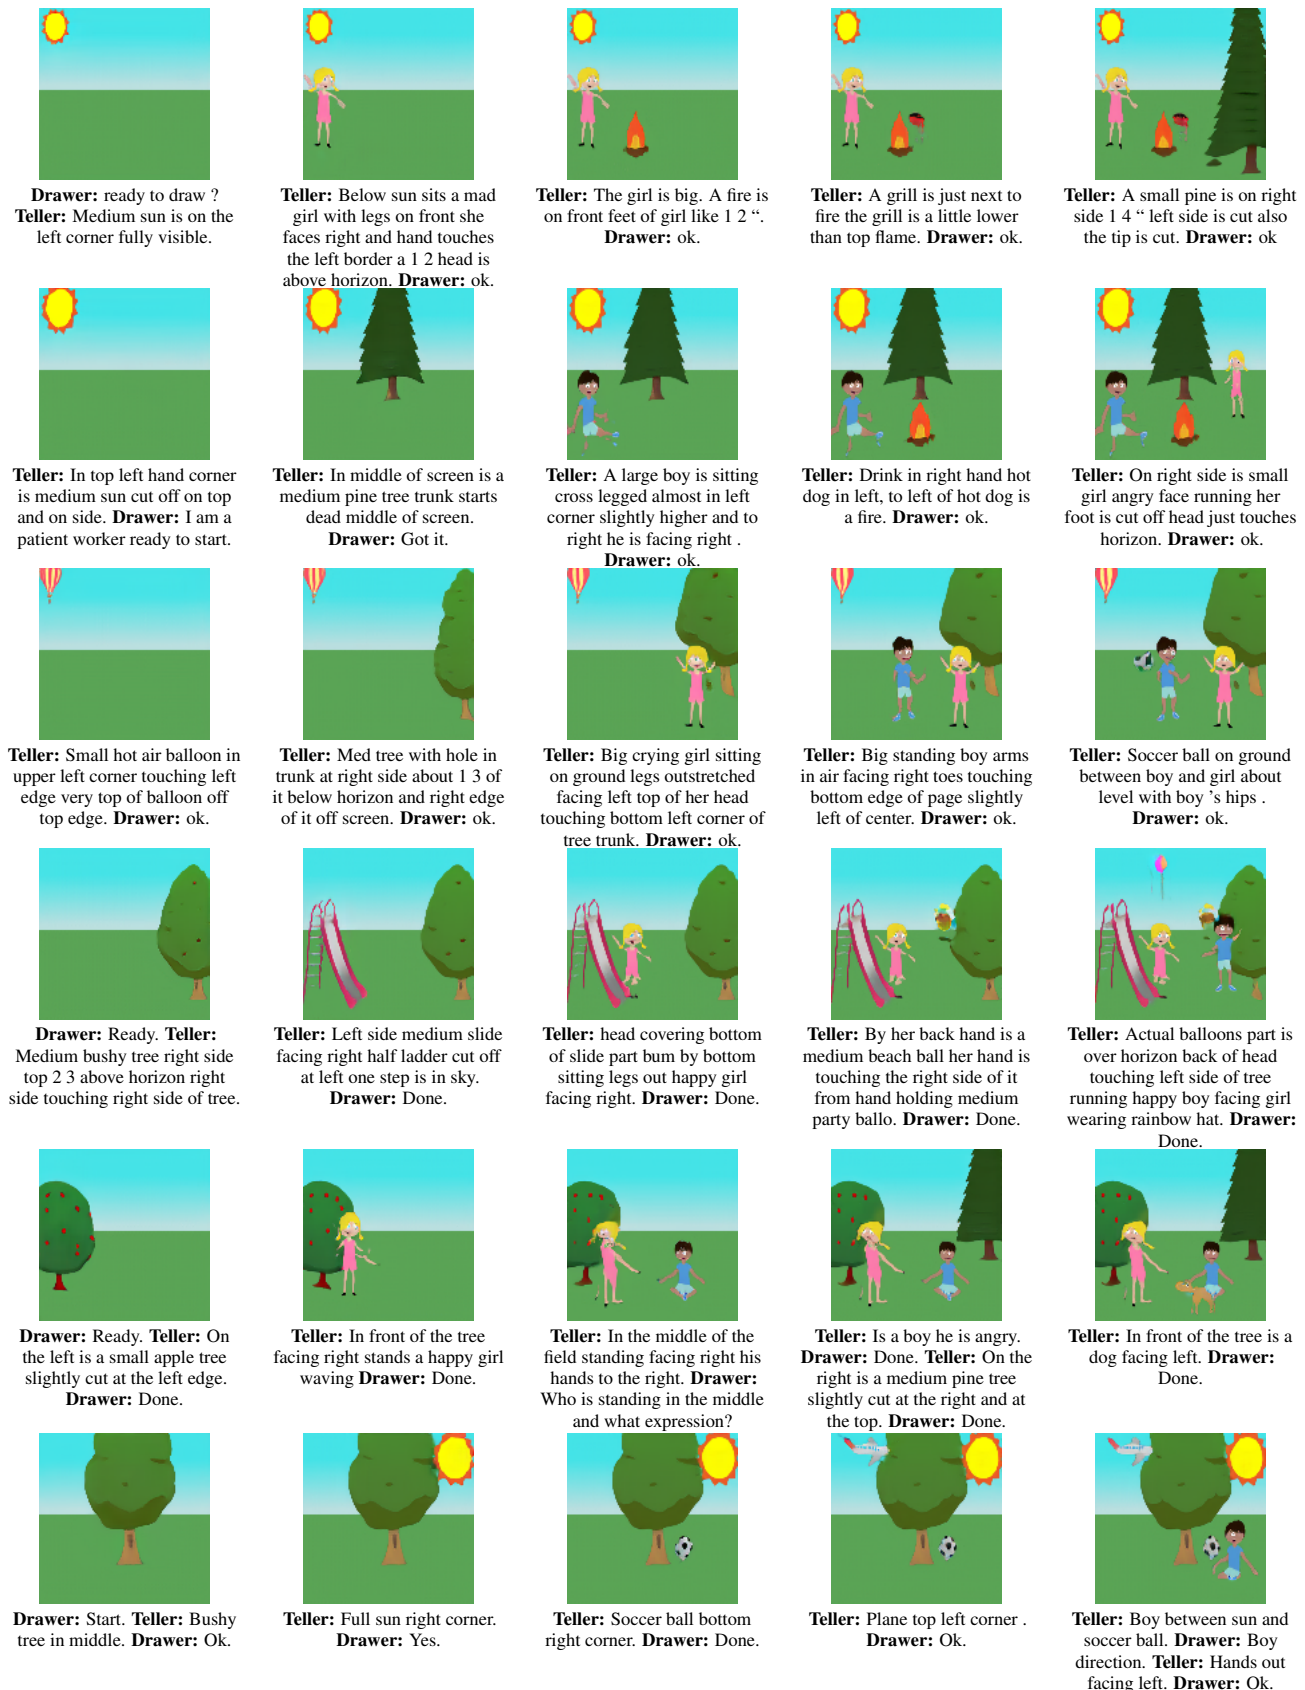 Drawer: ready to draw ?
Teller: Medium sun is on the
left corner fully visible.
Teller: Below sun sits a mad
girl with legs on front she
faces right and hand touches
the left border a 1 2 head is
above horizon. Drawer: ok.
Teller: The girl is big. A fire is
on front feet of girl like 1 2 “.
Drawer: ok.
Teller: A grill is just next to
fire the grill is a little lower
than top flame. Drawer: ok.
Teller: A small pine is on right
side 1 4 “ left side is cut also
the tip is cut. Drawer: ok
Teller: In top left hand corner
is medium sun cut off on top
and on side. Drawer: I am a
patient worker ready to start.
Teller: In middle of screen is a
medium pine tree trunk starts
dead middle of screen.
Drawer: Got it.
Teller: A large boy is sitting
cross legged almost in left
corner slightly higher and to
right he is facing right .
Drawer: ok.
Teller: Drink in right hand hot
dog in left, to left of hot dog is
a fire. Drawer: ok.
Teller: On right side is small
girl angry face running her
foot is cut off head just touches
horizon. Drawer: ok.
Teller: Small hot air balloon in
upper left corner touching left
edge very top of balloon off
top edge. Drawer: ok.
Teller: Med tree with hole in
trunk at right side about 1 3 of
it below horizon and right edge
of it off screen. Drawer: ok.
Teller: Big crying girl sitting
on ground legs outstretched
facing left top of her head
touching bottom left corner of
tree trunk. Drawer: ok.
Teller: Big standing boy arms
in air facing right toes touching
bottom edge of page slightly
left of center. Drawer: ok.
Teller: Soccer ball on ground
between boy and girl about
level with boy ’s hips .
Drawer: ok.
Drawer: Ready. Teller:
Medium bushy tree right side
top 2 3 above horizon right
side touching right side of tree.
Teller: Left side medium slide
facing right half ladder cut off
at left one step is in sky.
Drawer: Done.
Teller: head covering bottom
of slide part bum by bottom
sitting legs out happy girl
facing right. Drawer: Done.
Teller: By her back hand is a
medium beach ball her hand is
touching the right side of it
from hand holding medium
party ballo. Drawer: Done.
Teller: Actual balloons part is
over horizon back of head
touching left side of tree
running happy boy facing girl
wearing rainbow hat. Drawer:
Done.
Drawer: Ready. Teller: On
the left is a small apple tree
slightly cut at the left edge.
Drawer: Done.
Teller: In front of the tree
facing right stands a happy girl
waving Drawer: Done.
Teller: In the middle of the
field standing facing right his
hands to the right. Drawer:
Who is standing in the middle
and what expression?
Teller: Is a boy he is angry.
Drawer: Done. Teller: On the
right is a medium pine tree
slightly cut at the right and at
the top. Drawer: Done.
Teller: In front of the tree is a
dog facing left. Drawer:
Done.
Drawer: Start. Teller: Bushy
tree in middle. Drawer: Ok.
Teller: Full sun right corner.
Drawer: Yes.
Teller: Soccer ball bottom
right corner. Drawer: Done.
Teller: Plane top left corner .
Drawer: Ok.
Teller: Boy between sun and
soccer ball. Drawer: Boy
direction. Teller: Hands out
facing left. Drawer: Ok.